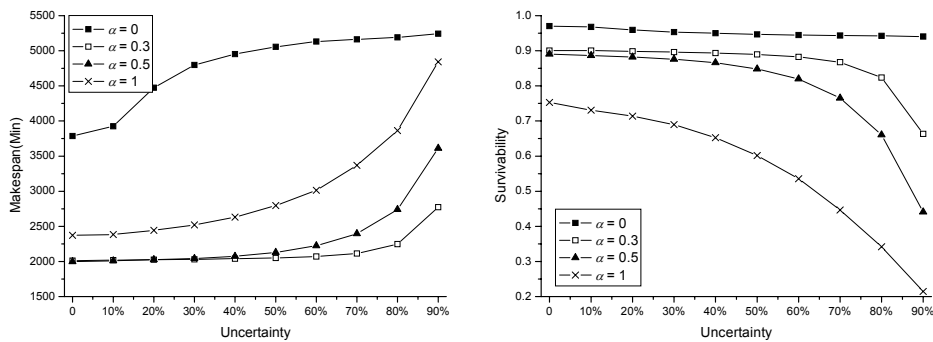 5500
5000
4500
4000
3500
3000
2500
2000
1500
Makespan(Min)
α = 0
α = 0.3
α = 0.5
α = 1
0 10% 20% 30% 40% 50% 60% 70% 80% 90%
Uncertainty
1.0
0.9
0.8
0.7
0.6
0.5
0.4
0.3
0.2
Survivability
α = 0
α = 0.3
α = 0.5
α = 1
0 10% 20% 30% 40% 50% 60% 70% 80% 90%
Uncertainty